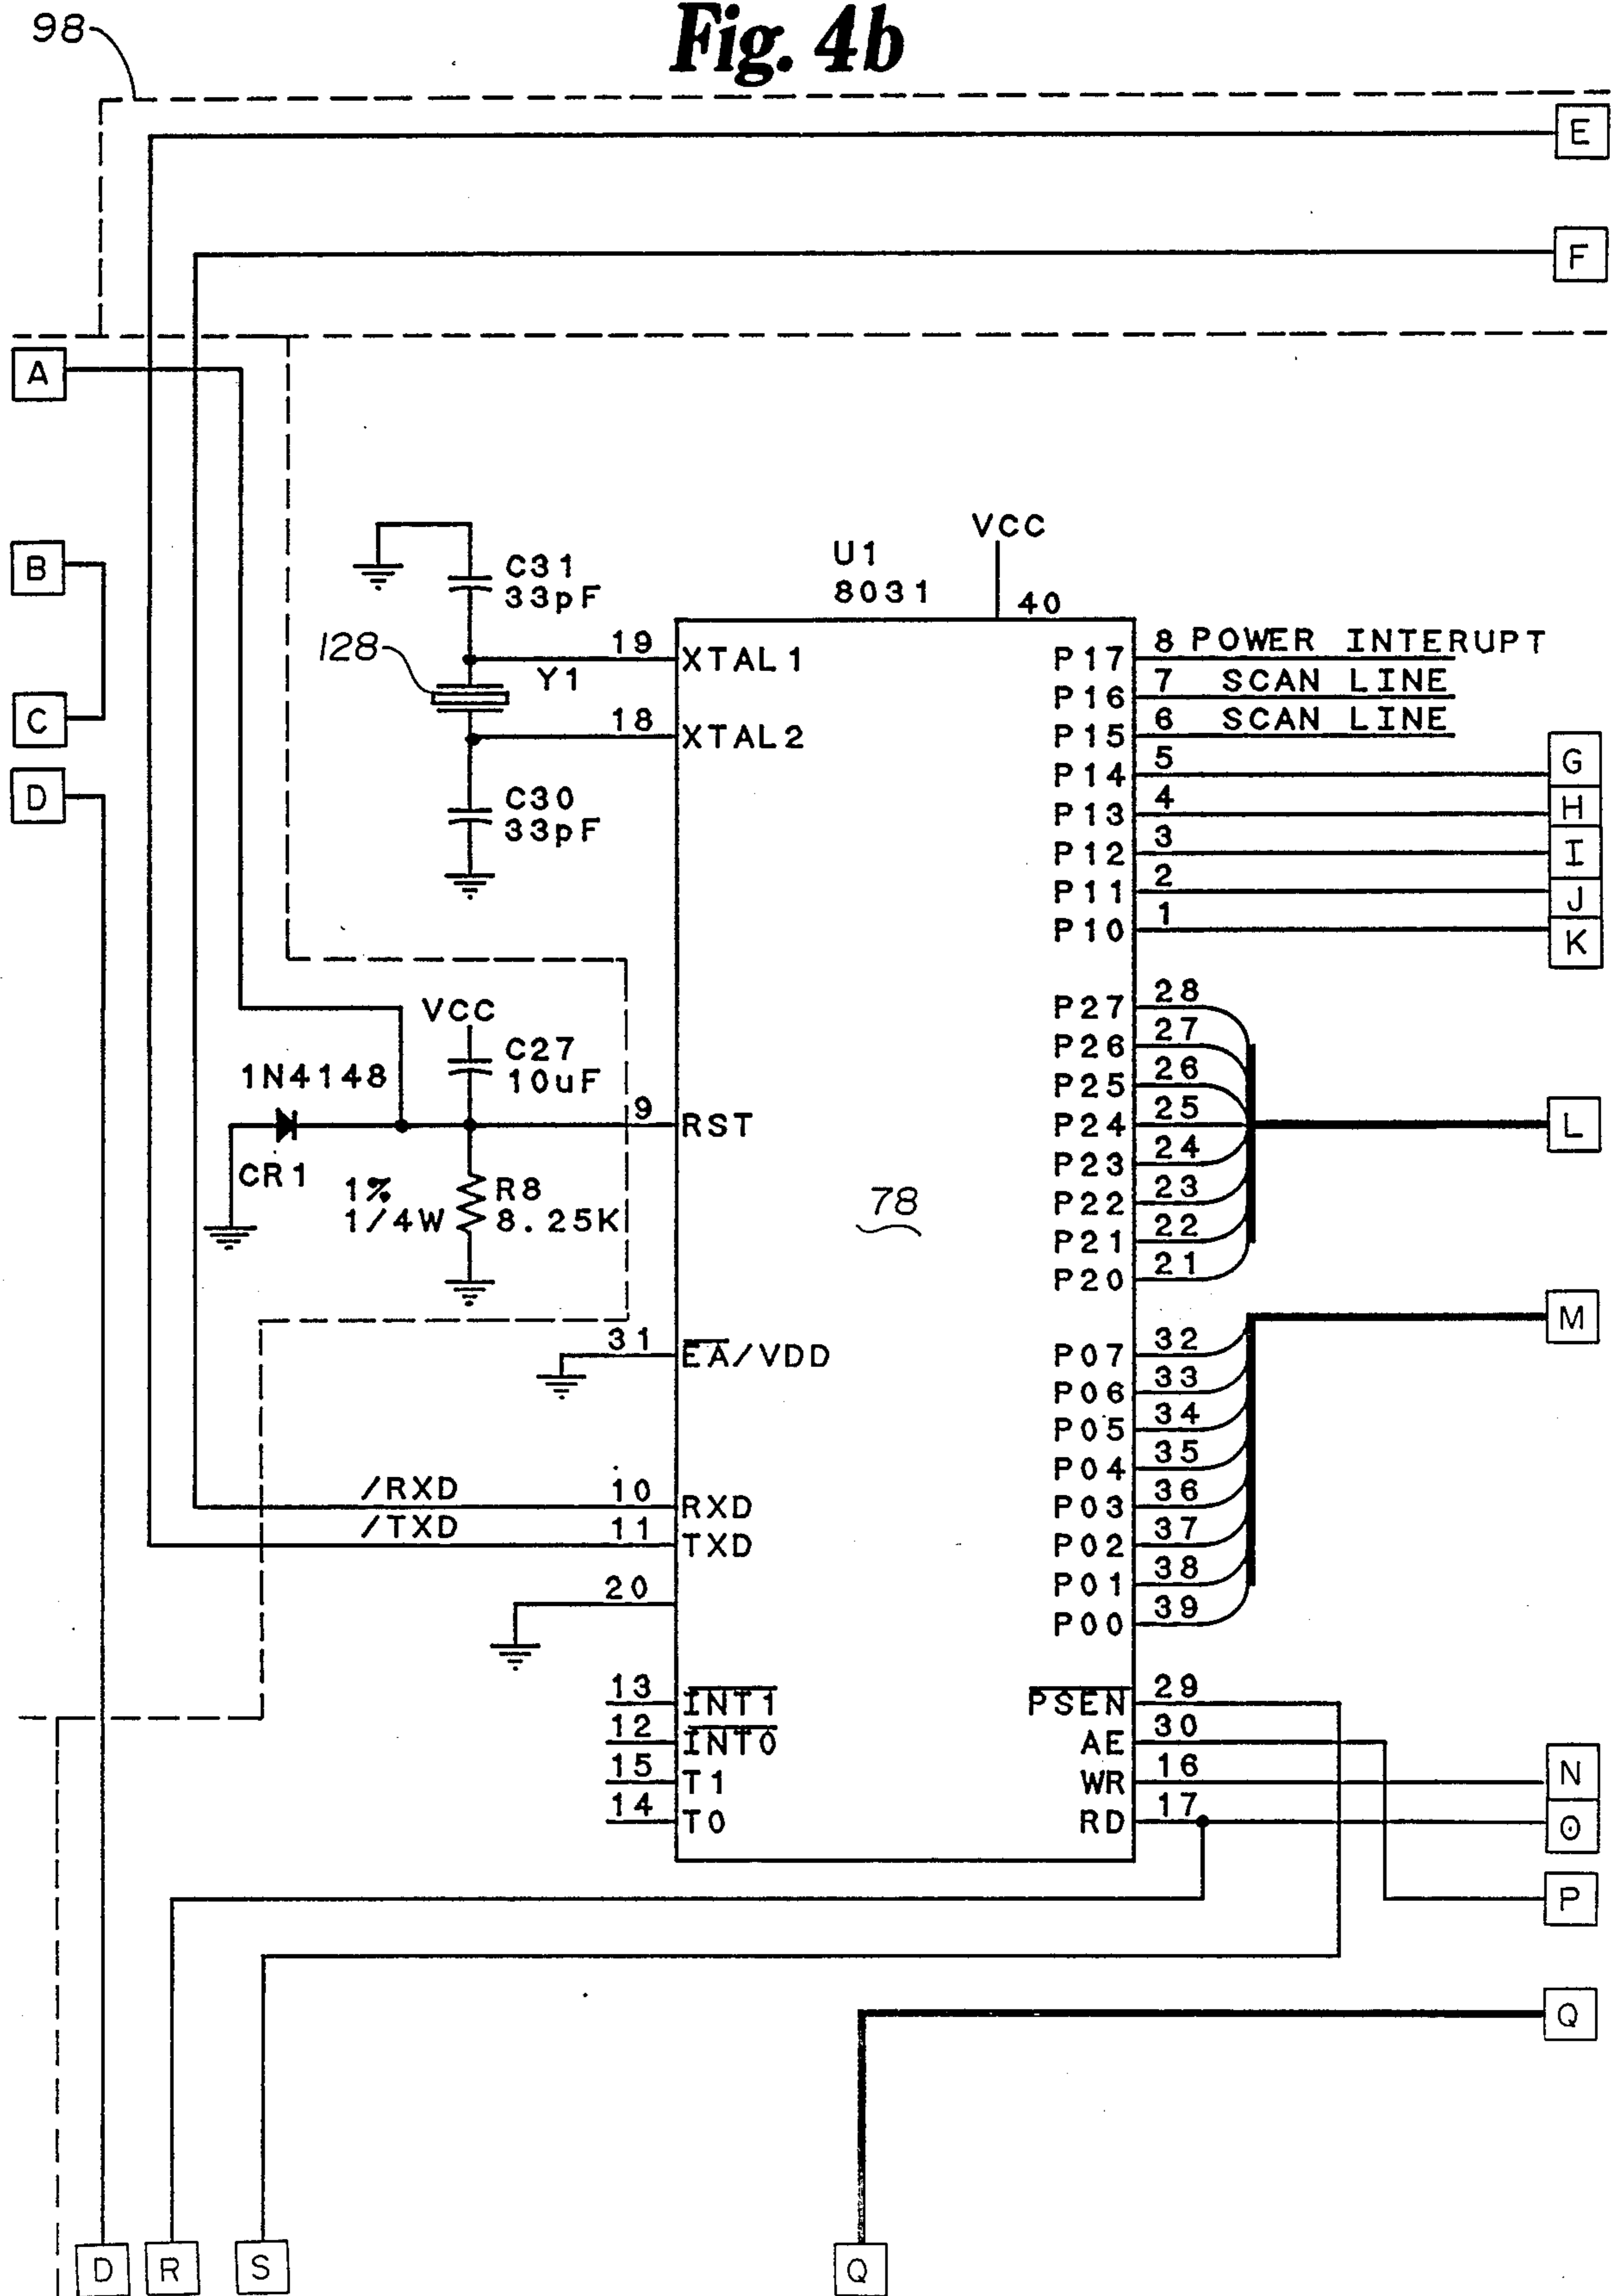 Fig. 4b
98
E
F
A
B
C
D
VCC
U1
8031
40
C31
33pF
128
Y1
19 XTAL1
18 XTAL2
C30
33pF
P17 8 POWER INTERUPT
P16 7 SCAN LINE
P15 6 SCAN LINE
P14 5 G
P13 4 H
P12 3 I
P11 2 J
P10 1 K
VCC
C27
10uF
1N4148
CR1
9 RST
1%
1/4W
R8
8.25K
78
P27 28
P26 27
P25 26
P24 25 L
P23 24
P22 23
P21 22
P20 21
M
31 EA/VDD
P07 32
P06 33
P05 34
P04 35
P03 36
P02 37
P01 38
P00 39
/RXD 10 RXD
/TXD 11 TXD
20
13 INT1
12 INT0
15 T1
14 T0
PSEN 29
AE 30
WR 16 N
RD 17 O
P
Q
D
R
S
Q